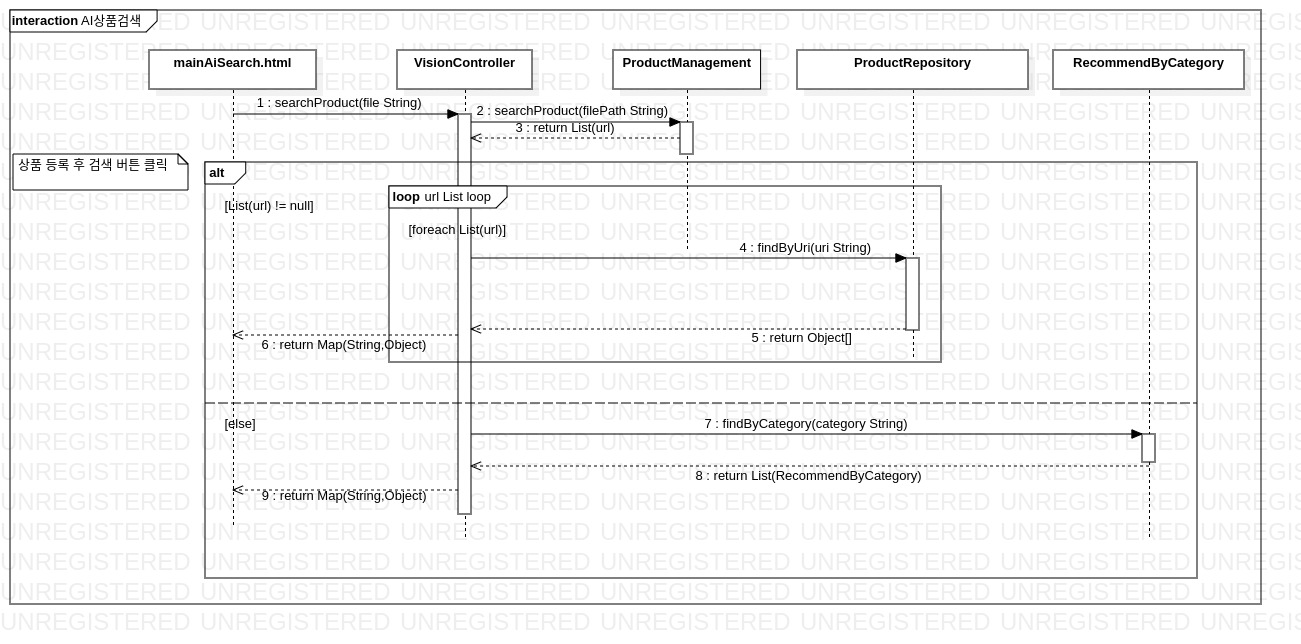 interaction AI상품검색
mainAiSearch.html
VisionController
ProductManagement
ProductRepository
RecommendByCategory
1 : searchProduct(file String)
2 : searchProduct(filePath String)
3 : return List(url)
상품 등록 후 검색 버튼 클릭
alt
loop url List loop
[List(url) != null]
[foreach List(url)]
4 : findByUri(uri String)
5 : return Object[]
6 : return Map(String,Object)
[else]
7 : findByCategory(category String)
8 : return List(RecommendByCategory)
9 : return Map(String,Object)
UNREGISTERED